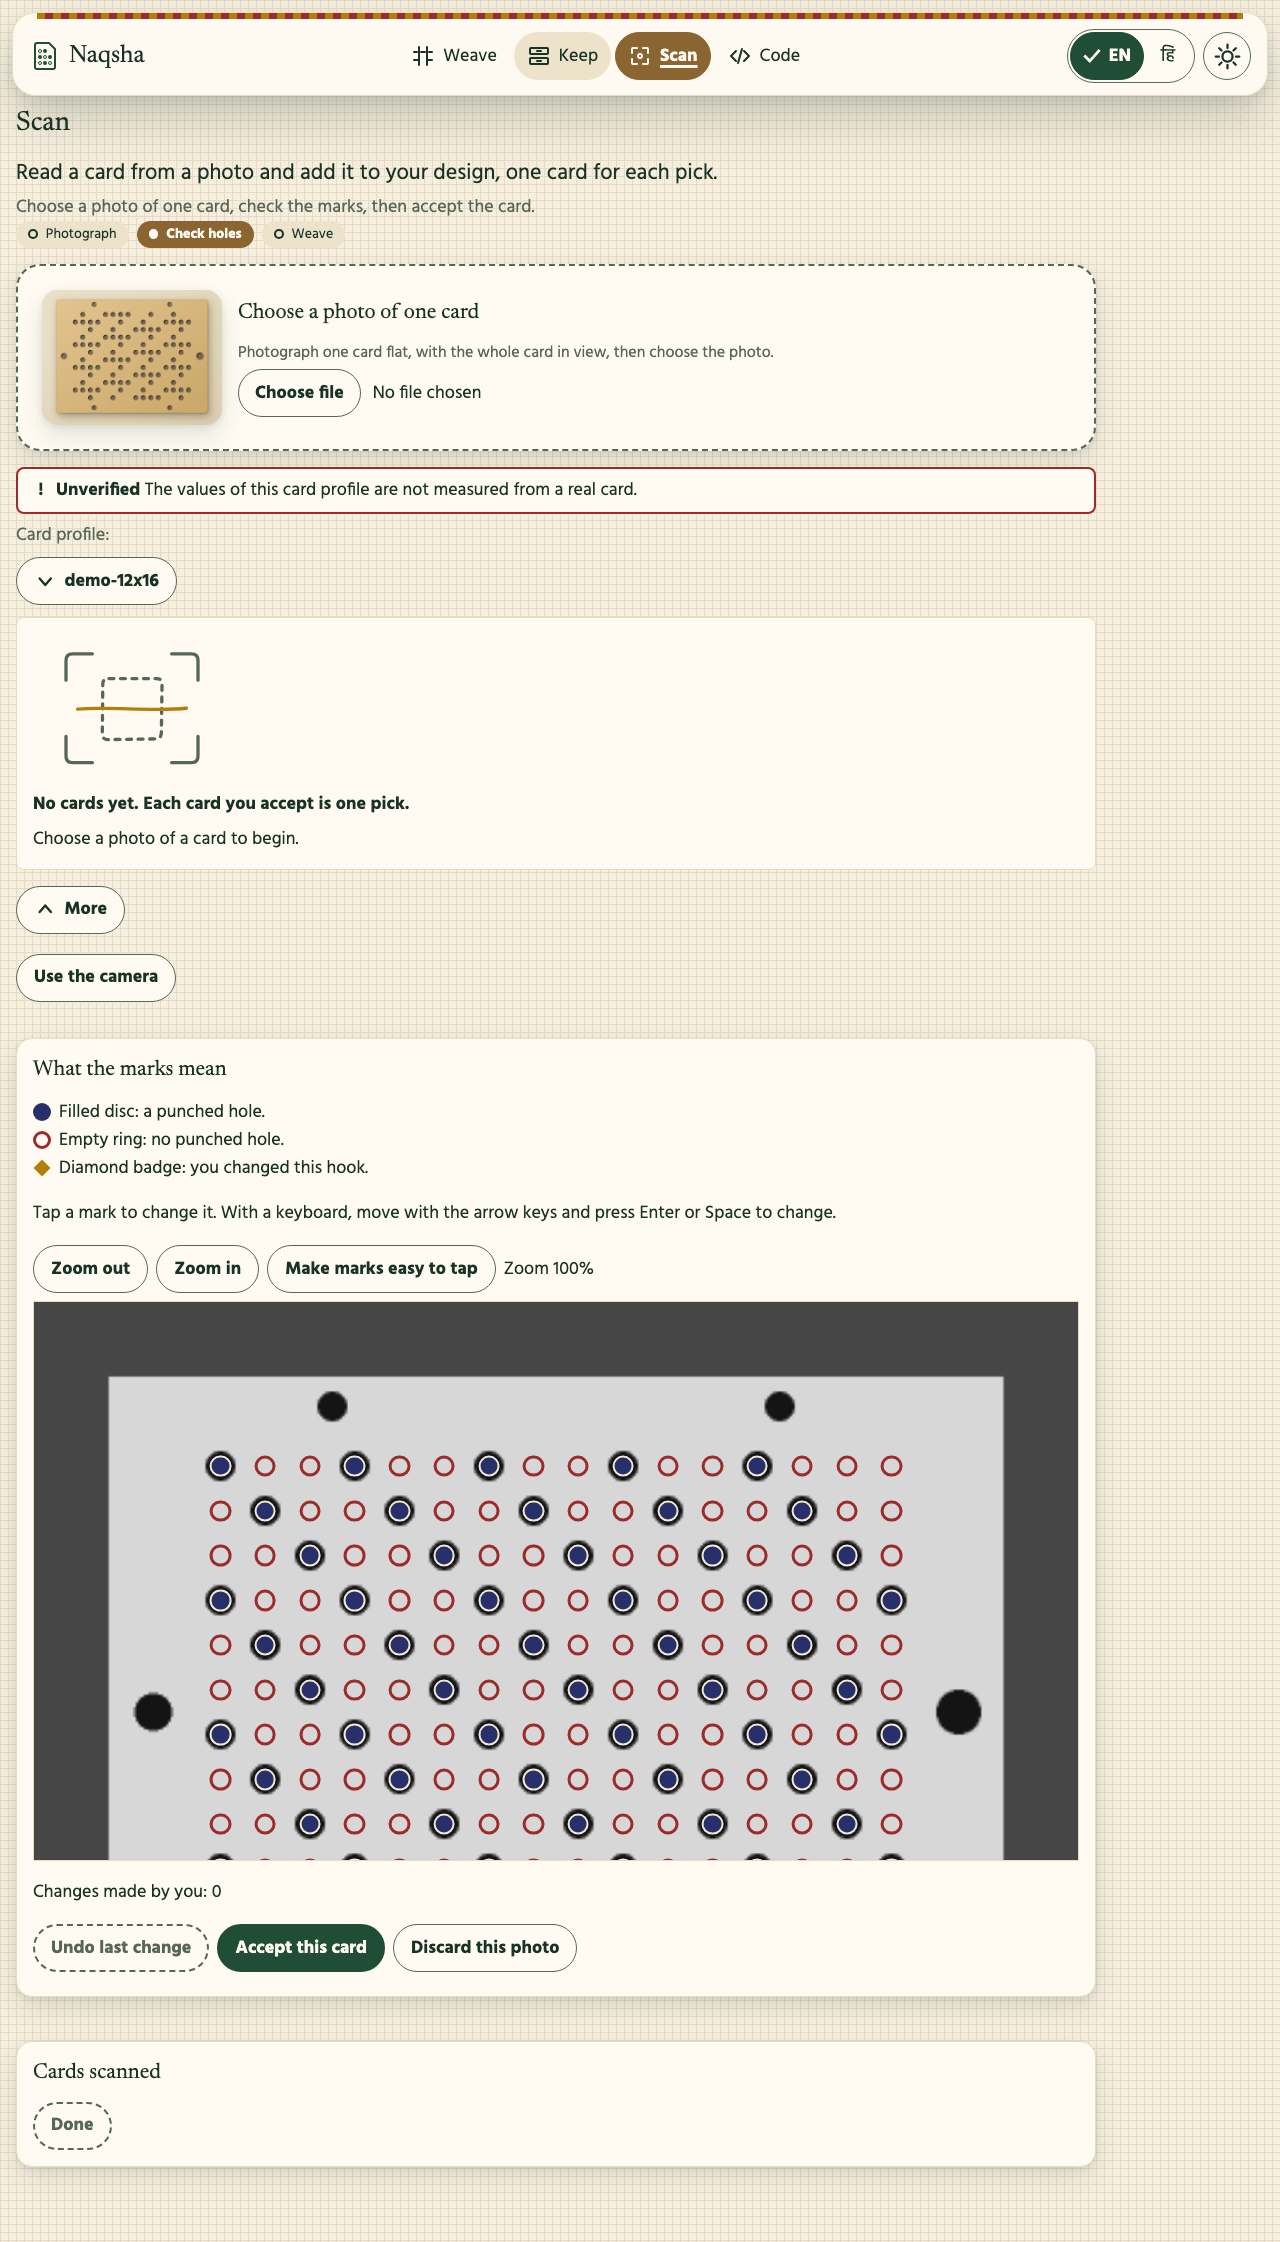 Naqsha
Weave
Keep
Scan
Code
EN
हि
Scan
Read a card from a photo and add it to your design, one card for each pick.
Choose a photo of one card, check the marks, then accept the card.
Photograph
Check holes
Weave
Choose a photo of one card
Photograph one card flat, with the whole card in view, then choose the photo.
Choose file
No file chosen
! Unverified The values of this card profile are not measured from a real card.
Card profile:
demo-12x16
No cards yet. Each card you accept is one pick.
Choose a photo of a card to begin.
More
Use the camera
What the marks mean
Filled disc: a punched hole.
Empty ring: no punched hole.
Diamond badge: you changed this hook.
Tap a mark to change it. With a keyboard, move with the arrow keys and press Enter or Space to change.
Zoom out
Zoom in
Make marks easy to tap
Zoom 100%
Changes made by you: 0
Undo last change
Accept this card
Discard this photo
Cards scanned
Done